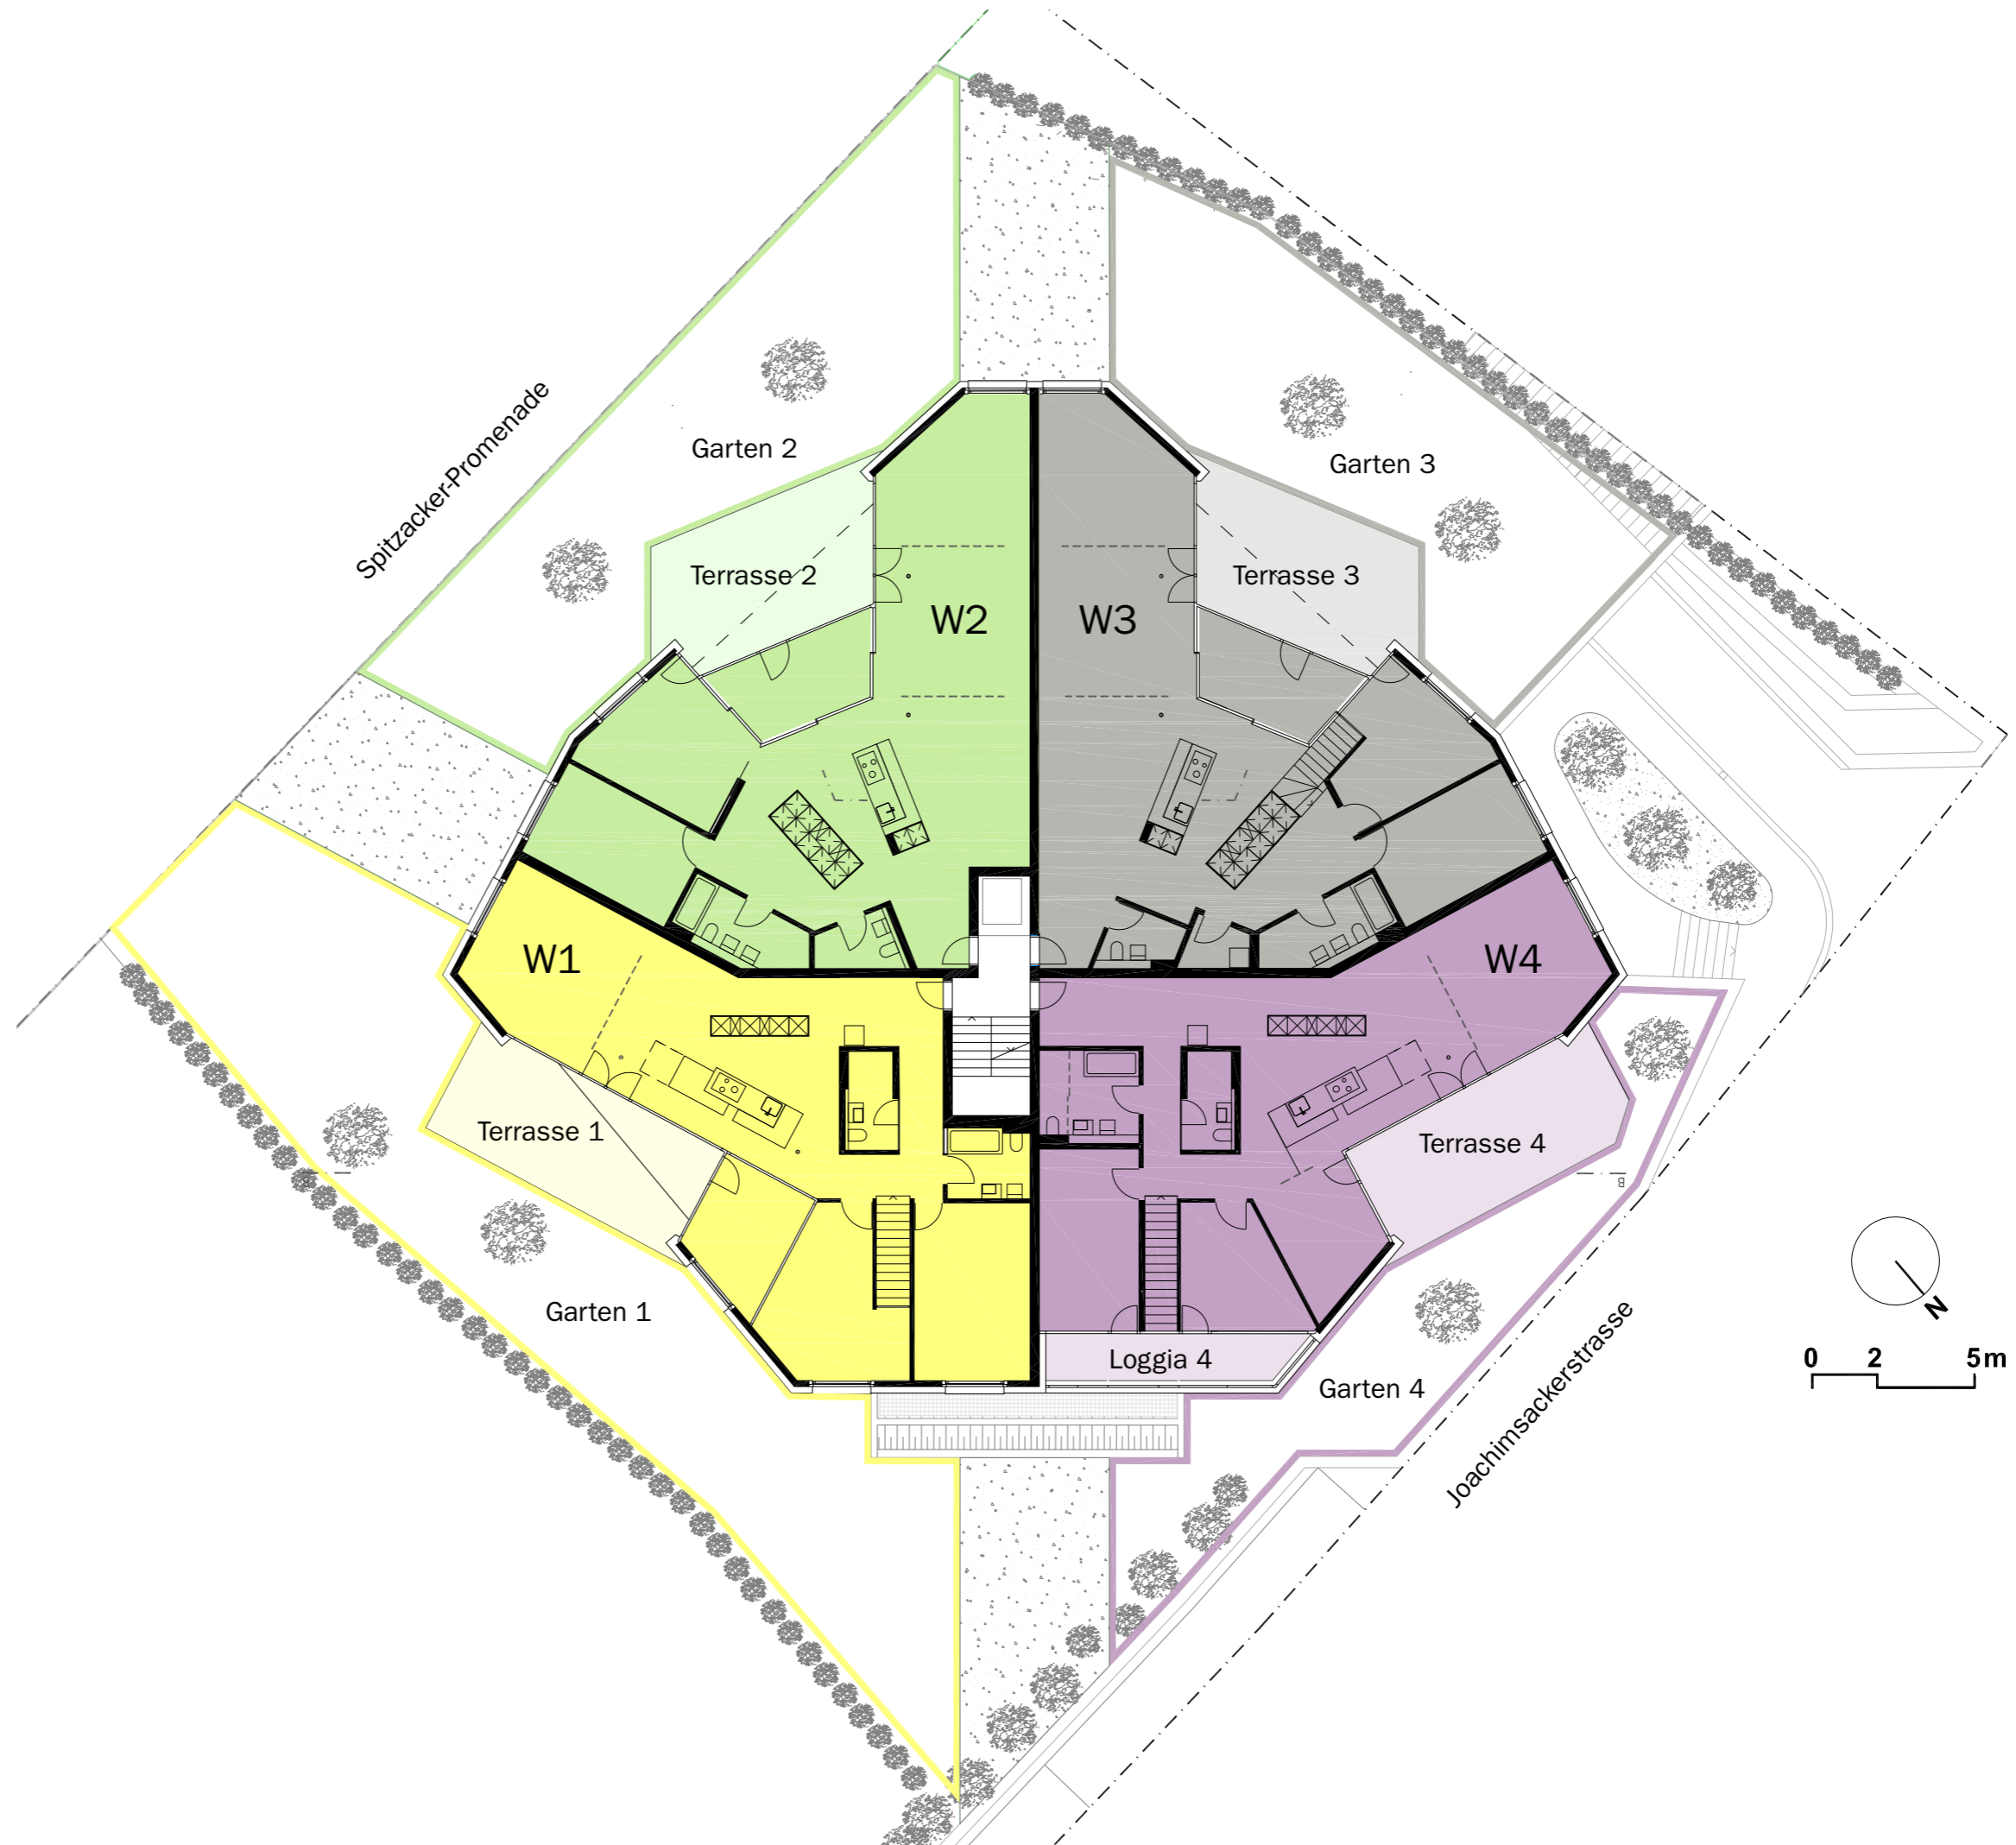 Spitzacker-Promenade
Garten 2
Garten 3
Terrasse 2
Terrasse 3
W2
W3
W1
W4
Terrasse 1
Terrasse 4
B
Garten 1
Loggia 4
Garten 4
Joachimsackerstrasse
N
0 2 5m